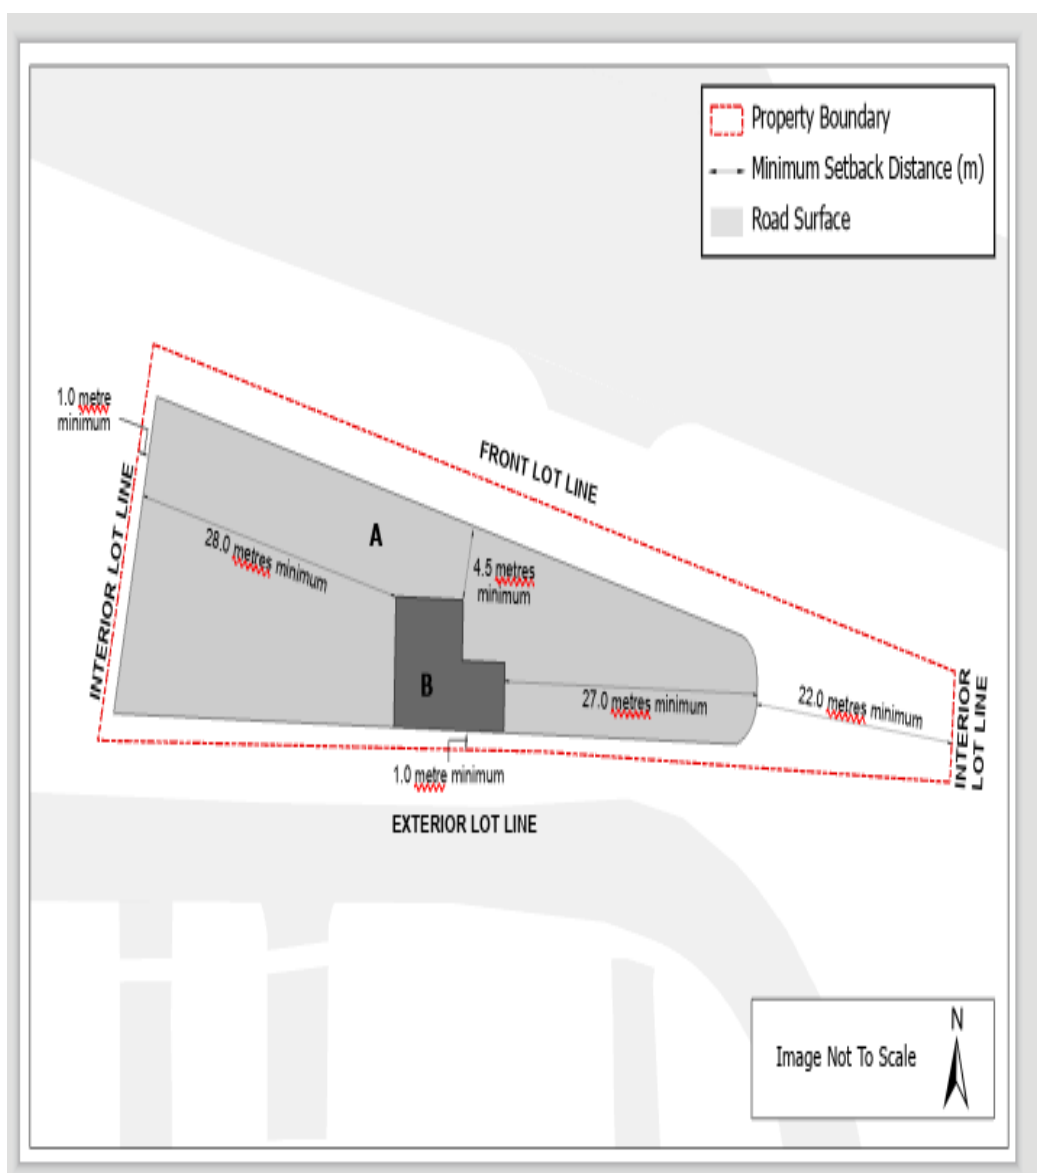 Property Boundary
Minimum Setback Distance (m)
Road Surface
1.0 metre
minimum
FRONT LOT LINE
INTERIOR LOT LINE
A
28.0 metres minimum
4.5 metres
minimum
B
27.0 metres minimum
22.0 metres minimum
INTERIOR
LOT LINE
1.0 metre minimum
EXTERIOR LOT LINE
N
Image Not To Scale